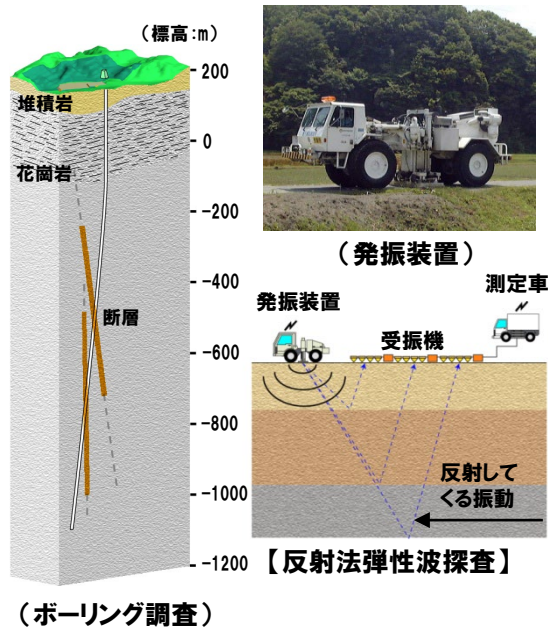 （標高：m）
200
堆積岩
0
花崗岩
-200
-400
断層
-600
-800
-1000
-1200
（ボーリング調査）
（発振装置）
測定車
発振装置
受振機
反射して
くる振動
【反射法弾性波探査】